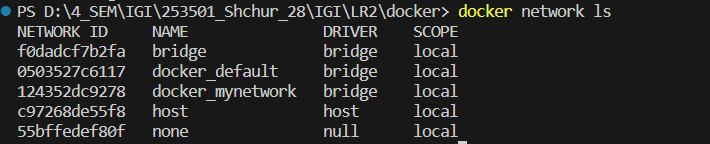 PS D:\4_SEM\IGI\253501_Shchur_28\IGI\LR2\docker> docker network ls
NETWORK ID     NAME               DRIVER    SCOPE
f0dadcf7b2fa   bridge             bridge    local
0503527c6117   docker_default     bridge    local
124352dc9278   docker_mynetwork   bridge    local
c97268de55f8   host               host      local
55bffedef80f   none               null      local